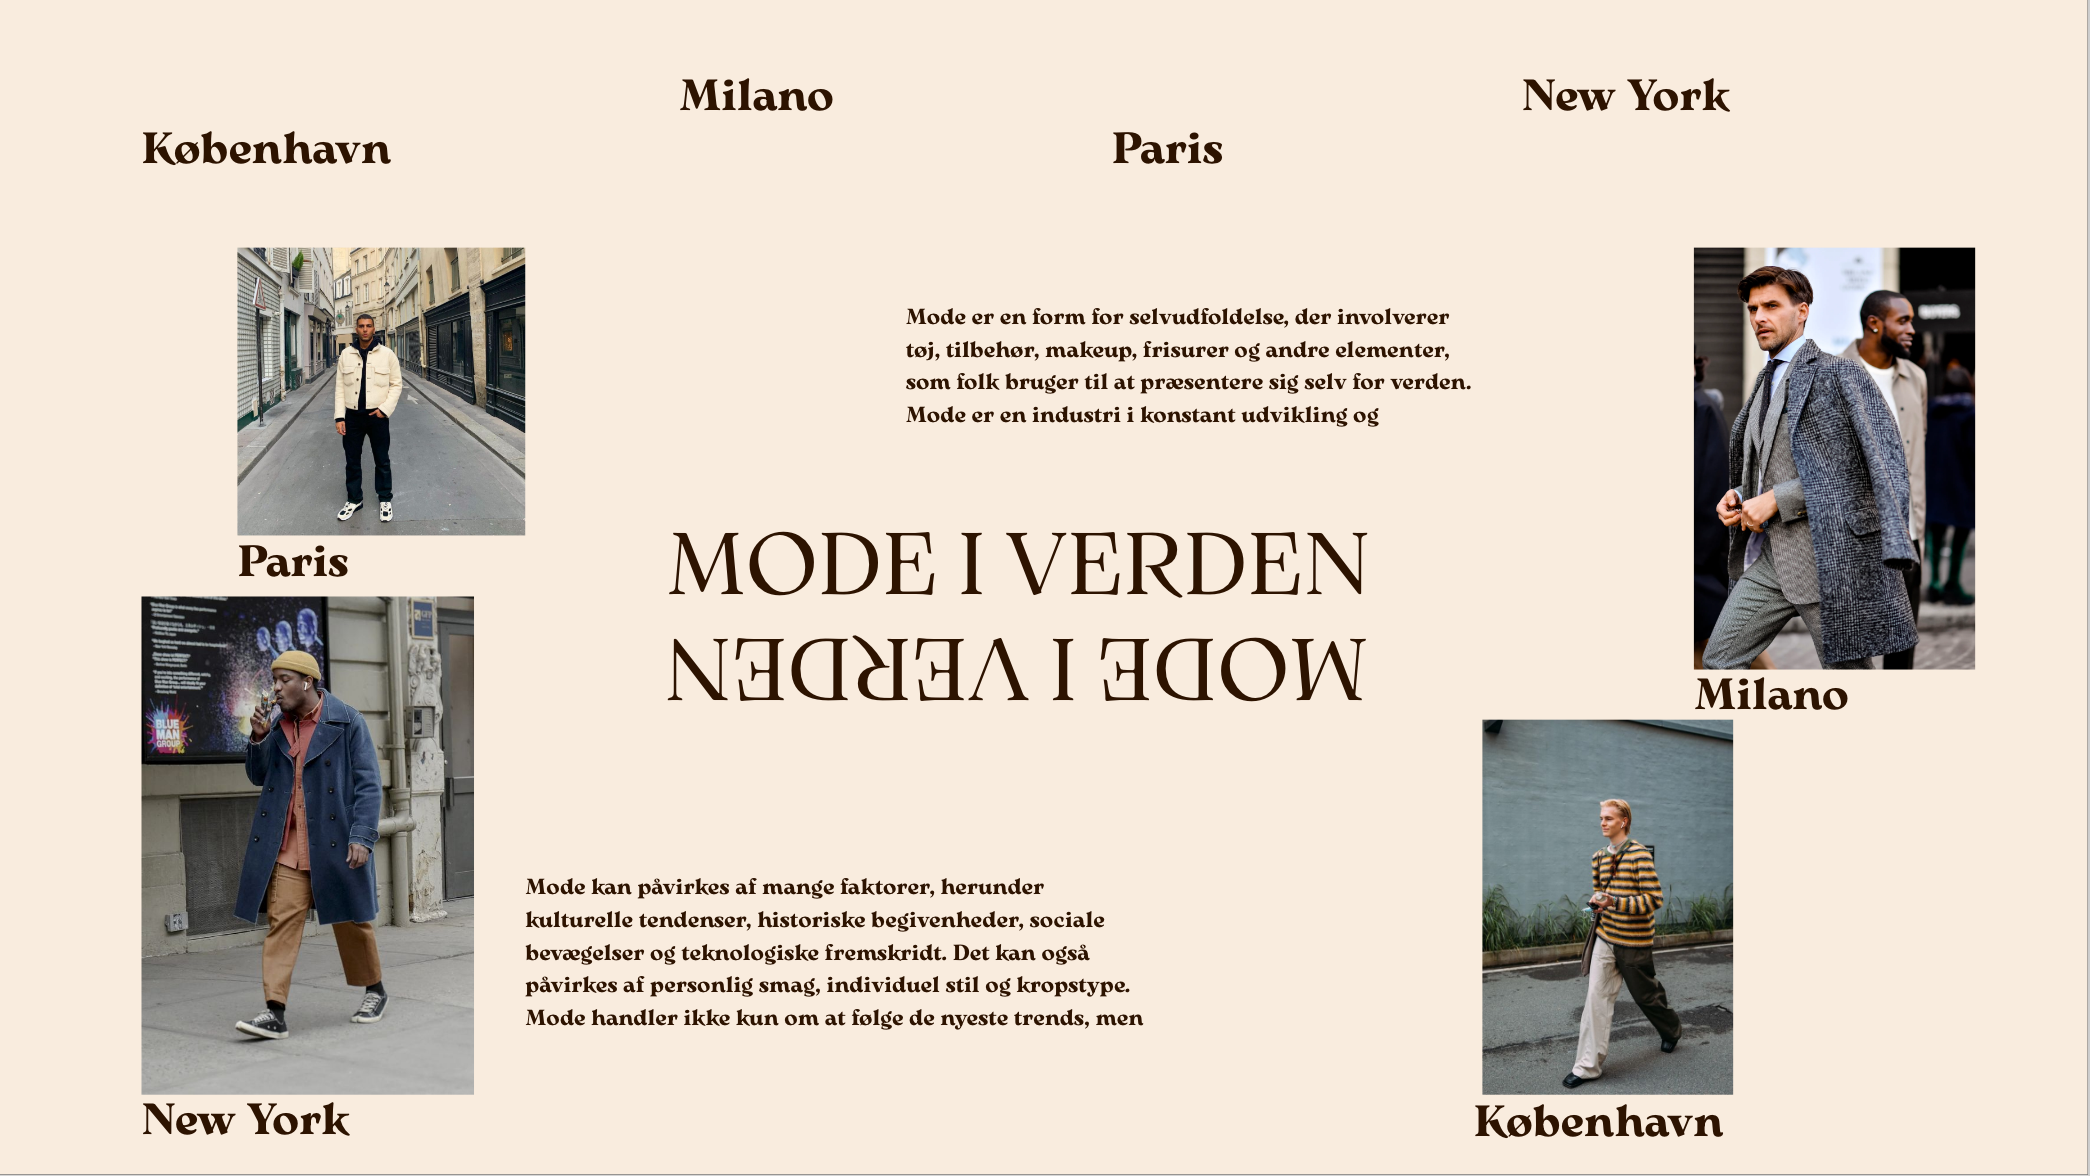 Milano
New York
København
Paris
Mode er en form for selvudfoldelse, der involverer
tøj, tilbehør, makeup, frisurer og andre elementer,
som folk bruger til at præsentere sig selv for verden.
Mode er en industri i konstant udvikling og
Paris
MODE I VERDEN
MODE I VERDEN
Milano
BLUE
MAN
GROUP
Mode kan påvirkes af mange faktorer, herunder
kulturelle tendenser, historiske begivenheder, sociale
bevægelser og teknologiske fremskridt. Det kan også
påvirkes af personlig smag, individuel stil og kropstype.
Mode handler ikke kun om at følge de nyeste trends, men
New York
København